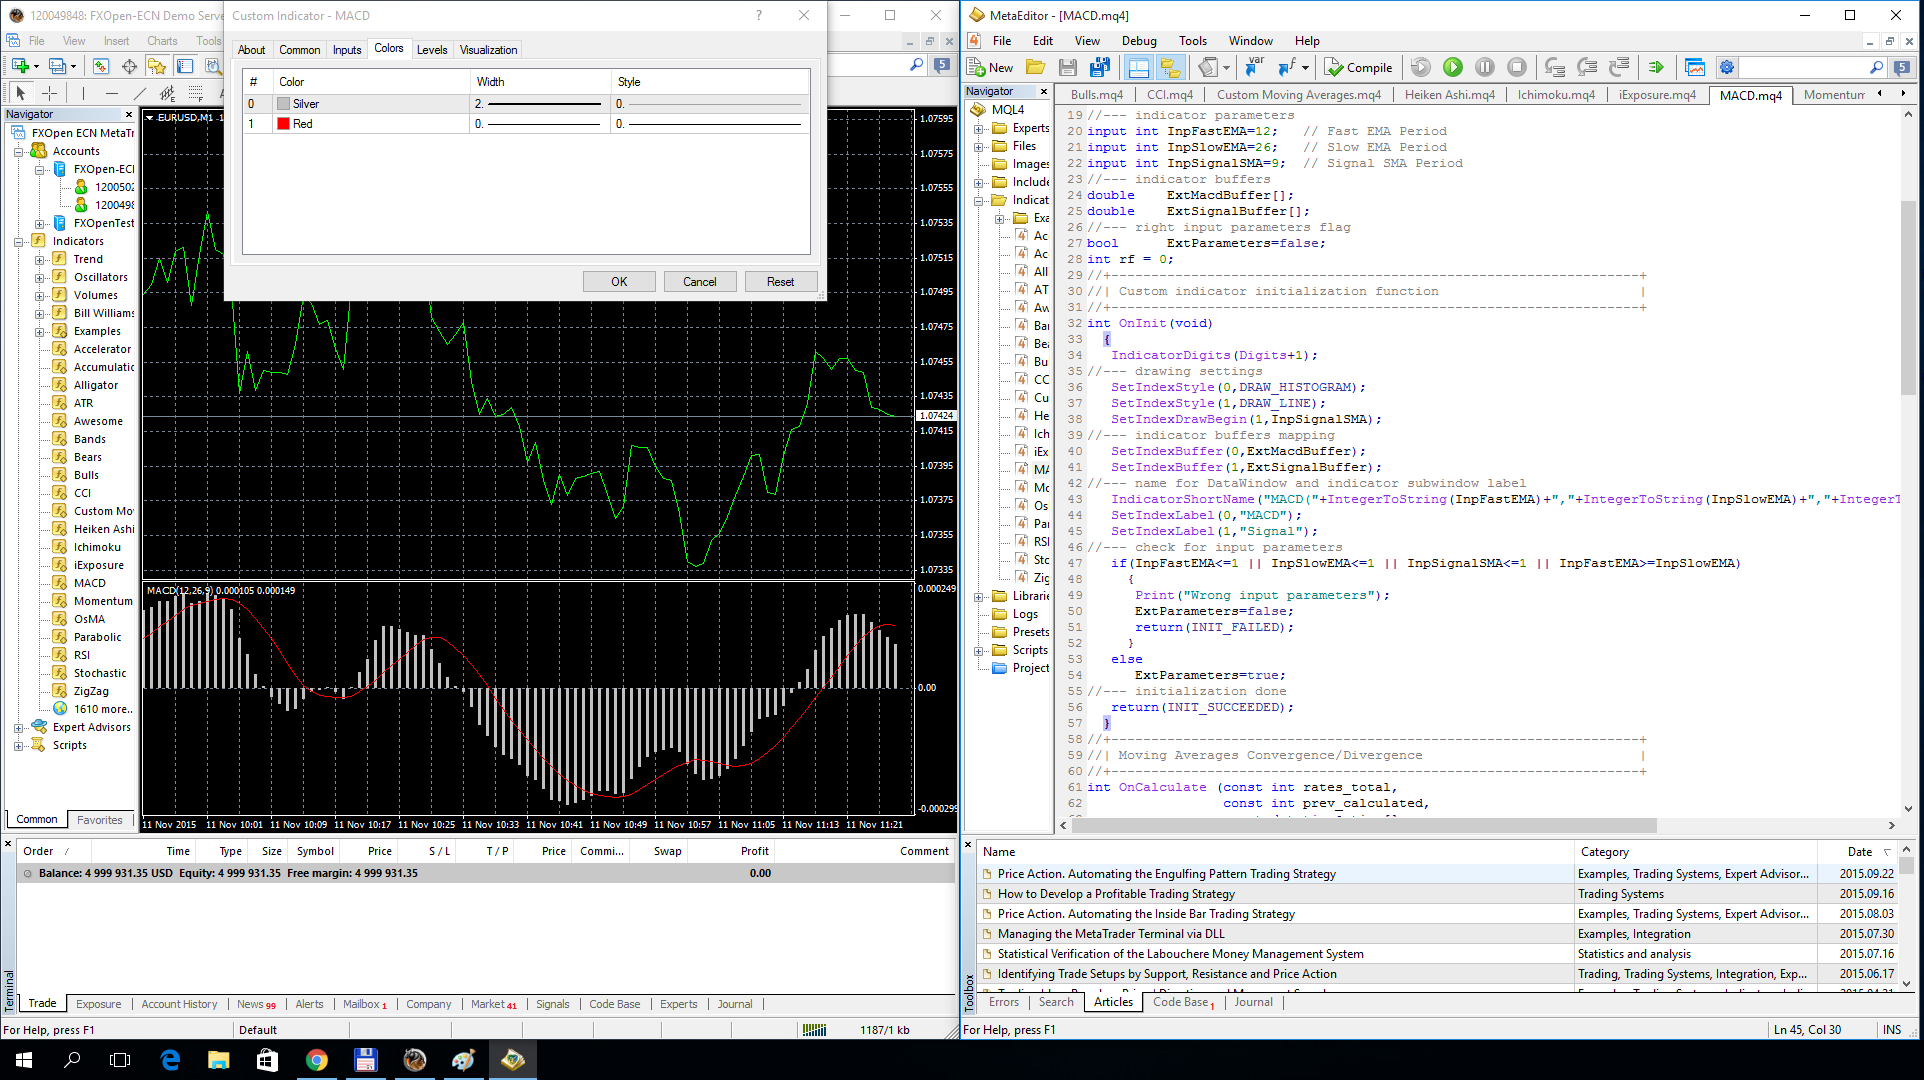 120049848: FXOpen-ECN Demo Serve
File View Insert Charts Tools
5
Custom Indicator - MACD
?
About Common Inputs Colors Levels Visualization
# Color Width Style
0 Silver 2. 0.
1 Red 0. 0.
OK Cancel Reset
Navigator
FXOpen ECN MetaTr
Accounts
FXOpen-ECN
1200502
1200498
FXOpenTest
Indicators
Trend
Oscillators
Volumes
Bill Williams
Examples
Accelerator
Accumulatic
Alligator
ATR
Awesome
Bands
Bears
Bulls
CCI
Custom Mo
Heiken Ashi
Ichimoku
iExposure
MACD
Momentum
OsMA
Parabolic
RSI
Stochastic
ZigZag
1610 more..
Expert Advisors
Scripts
Common Favorites
EURUSD,M1
1.07595
1.07575
1.07555
1.07535
1.07515
1.07495
1.07475
1.07455
1.07435
1.07424
1.07415
1.07395
1.07375
1.07355
1.07335
MACD(12,26,9) 0.000105 0.000149
0.000249
0.00
-0.000299
11 Nov 2015 11 Nov 10:01 11 Nov 10:09 11 Nov 10:17 11 Nov 10:25 11 Nov 10:33 11 Nov 10:41 11 Nov 10:49 11 Nov 10:57 11 Nov 11:05 11 Nov 11:13 11 Nov 11:21
Order / Time Type Size Symbol Price S / L T / P Price Commi... Swap Profit Comment
Balance: 4 999 931.35 USD Equity: 4 999 931.35 Free margin: 4 999 931.35 0.00
Terminal
Trade Exposure Account History News 99 Alerts Mailbox 1 Company Market 41 Signals Code Base Experts Journal
For Help, press F1 Default 1187/1 kb
MetaEditor - [MACD.mq4]
File Edit View Debug Tools Window Help
New var Compile 5
Navigator
MQL4
Experts
Files
Images
Include
Indicat
Exa
Ac
Ac
All
AT
Aw
Bar
Bea
Bu
CC
Cu
He
Ich
iEx
MA
Mo
Os
Par
RSI
Sto
Zig
Librarie
Logs
Presets
Scripts
Project
Bulls.mq4 CCI.mq4 Custom Moving Averages.mq4 Heiken Ashi.mq4 Ichimoku.mq4 iExposure.mq4 MACD.mq4 Momentum
19 //--- indicator parameters
20 input int InpFastEMA=12; // Fast EMA Period
21 input int InpSlowEMA=26; // Slow EMA Period
22 input int InpSignalSMA=9; // Signal SMA Period
23 //--- indicator buffers
24 double ExtMacdBuffer[];
25 double ExtSignalBuffer[];
26 //--- right input parameters flag
27 bool ExtParameters=false;
28 int rf = 0;
29 //+------------------------------------------------------------------+
30 //| Custom indicator initialization function |
31 //+------------------------------------------------------------------+
32 int OnInit(void)
33 {
34 IndicatorDigits(Digits+1);
35 //--- drawing settings
36 SetIndexStyle(0,DRAW_HISTOGRAM);
37 SetIndexStyle(1,DRAW_LINE);
38 SetIndexDrawBegin(1,InpSignalSMA);
39 //--- indicator buffers mapping
40 SetIndexBuffer(0,ExtMacdBuffer);
41 SetIndexBuffer(1,ExtSignalBuffer);
42 //--- name for DataWindow and indicator subwindow label
43 IndicatorShortName("MACD("+IntegerToString(InpFastEMA)+","+IntegerToString(InpSlowEMA)+","+Integer
44 SetIndexLabel(0,"MACD");
45 SetIndexLabel(1,"Signal");
46 //--- check for input parameters
47 if(InpFastEMA<=1 || InpSlowEMA<=1 || InpSignalSMA<=1 || InpFastEMA>=InpSlowEMA)
48 {
49 Print("Wrong input parameters");
50 ExtParameters=false;
51 return(INIT_FAILED);
52 }
53 else
54 ExtParameters=true;
55 //--- initialization done
56 return(INIT_SUCCEEDED);
57 }
58 //+------------------------------------------------------------------+
59 //| Moving Averages Convergence/Divergence |
60 //+------------------------------------------------------------------+
61 int OnCalculate (const int rates_total,
62 const int prev_calculated,
Name Category Date
Price Action. Automating the Engulfing Pattern Trading Strategy Examples, Trading Systems, Expert Advisor... 2015.09.22
How to Develop a Profitable Trading Strategy Trading Systems 2015.09.16
Price Action. Automating the Inside Bar Trading Strategy Examples, Trading Systems, Expert Advisor... 2015.08.03
Managing the MetaTrader Terminal via DLL Examples, Integration 2015.07.30
Statistical Verification of the Labouchere Money Management System Statistics and analysis 2015.07.16
Identifying Trade Setups by Support, Resistance and Price Action Trading, Trading Systems, Integration, Exp... 2015.06.17
Toolbox
Errors Search Articles Code Base 1 Journal
For Help, press F1 Ln 45, Col 30 INS